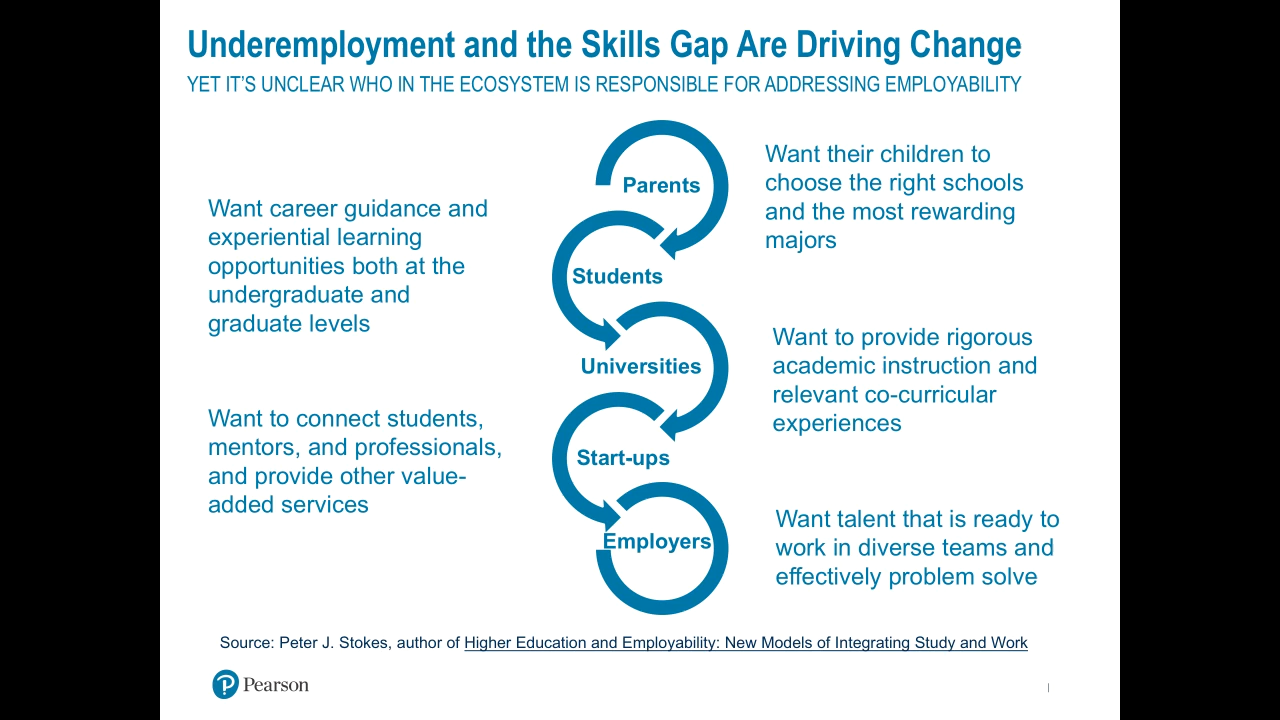 Underemployment and the Skills Gap Are Driving Change
YET IT’S UNCLEAR WHO IN THE ECOSYSTEM IS RESPONSIBLE FOR ADDRESSING EMPLOYABILITY
Parents
Want their children to
choose the right schools
and the most rewarding
majors
Want career guidance and
experiential learning
opportunities both at the
undergraduate and
graduate levels
Students
Universities
Want to provide rigorous
academic instruction and
relevant co-curricular
experiences
Want to connect students,
mentors, and professionals,
and provide other value-
added services
Start-ups
Employers
Want talent that is ready to
work in diverse teams and
effectively problem solve
Source: Peter J. Stokes, author of Higher Education and Employability: New Models of Integrating Study and Work
Pearson
|